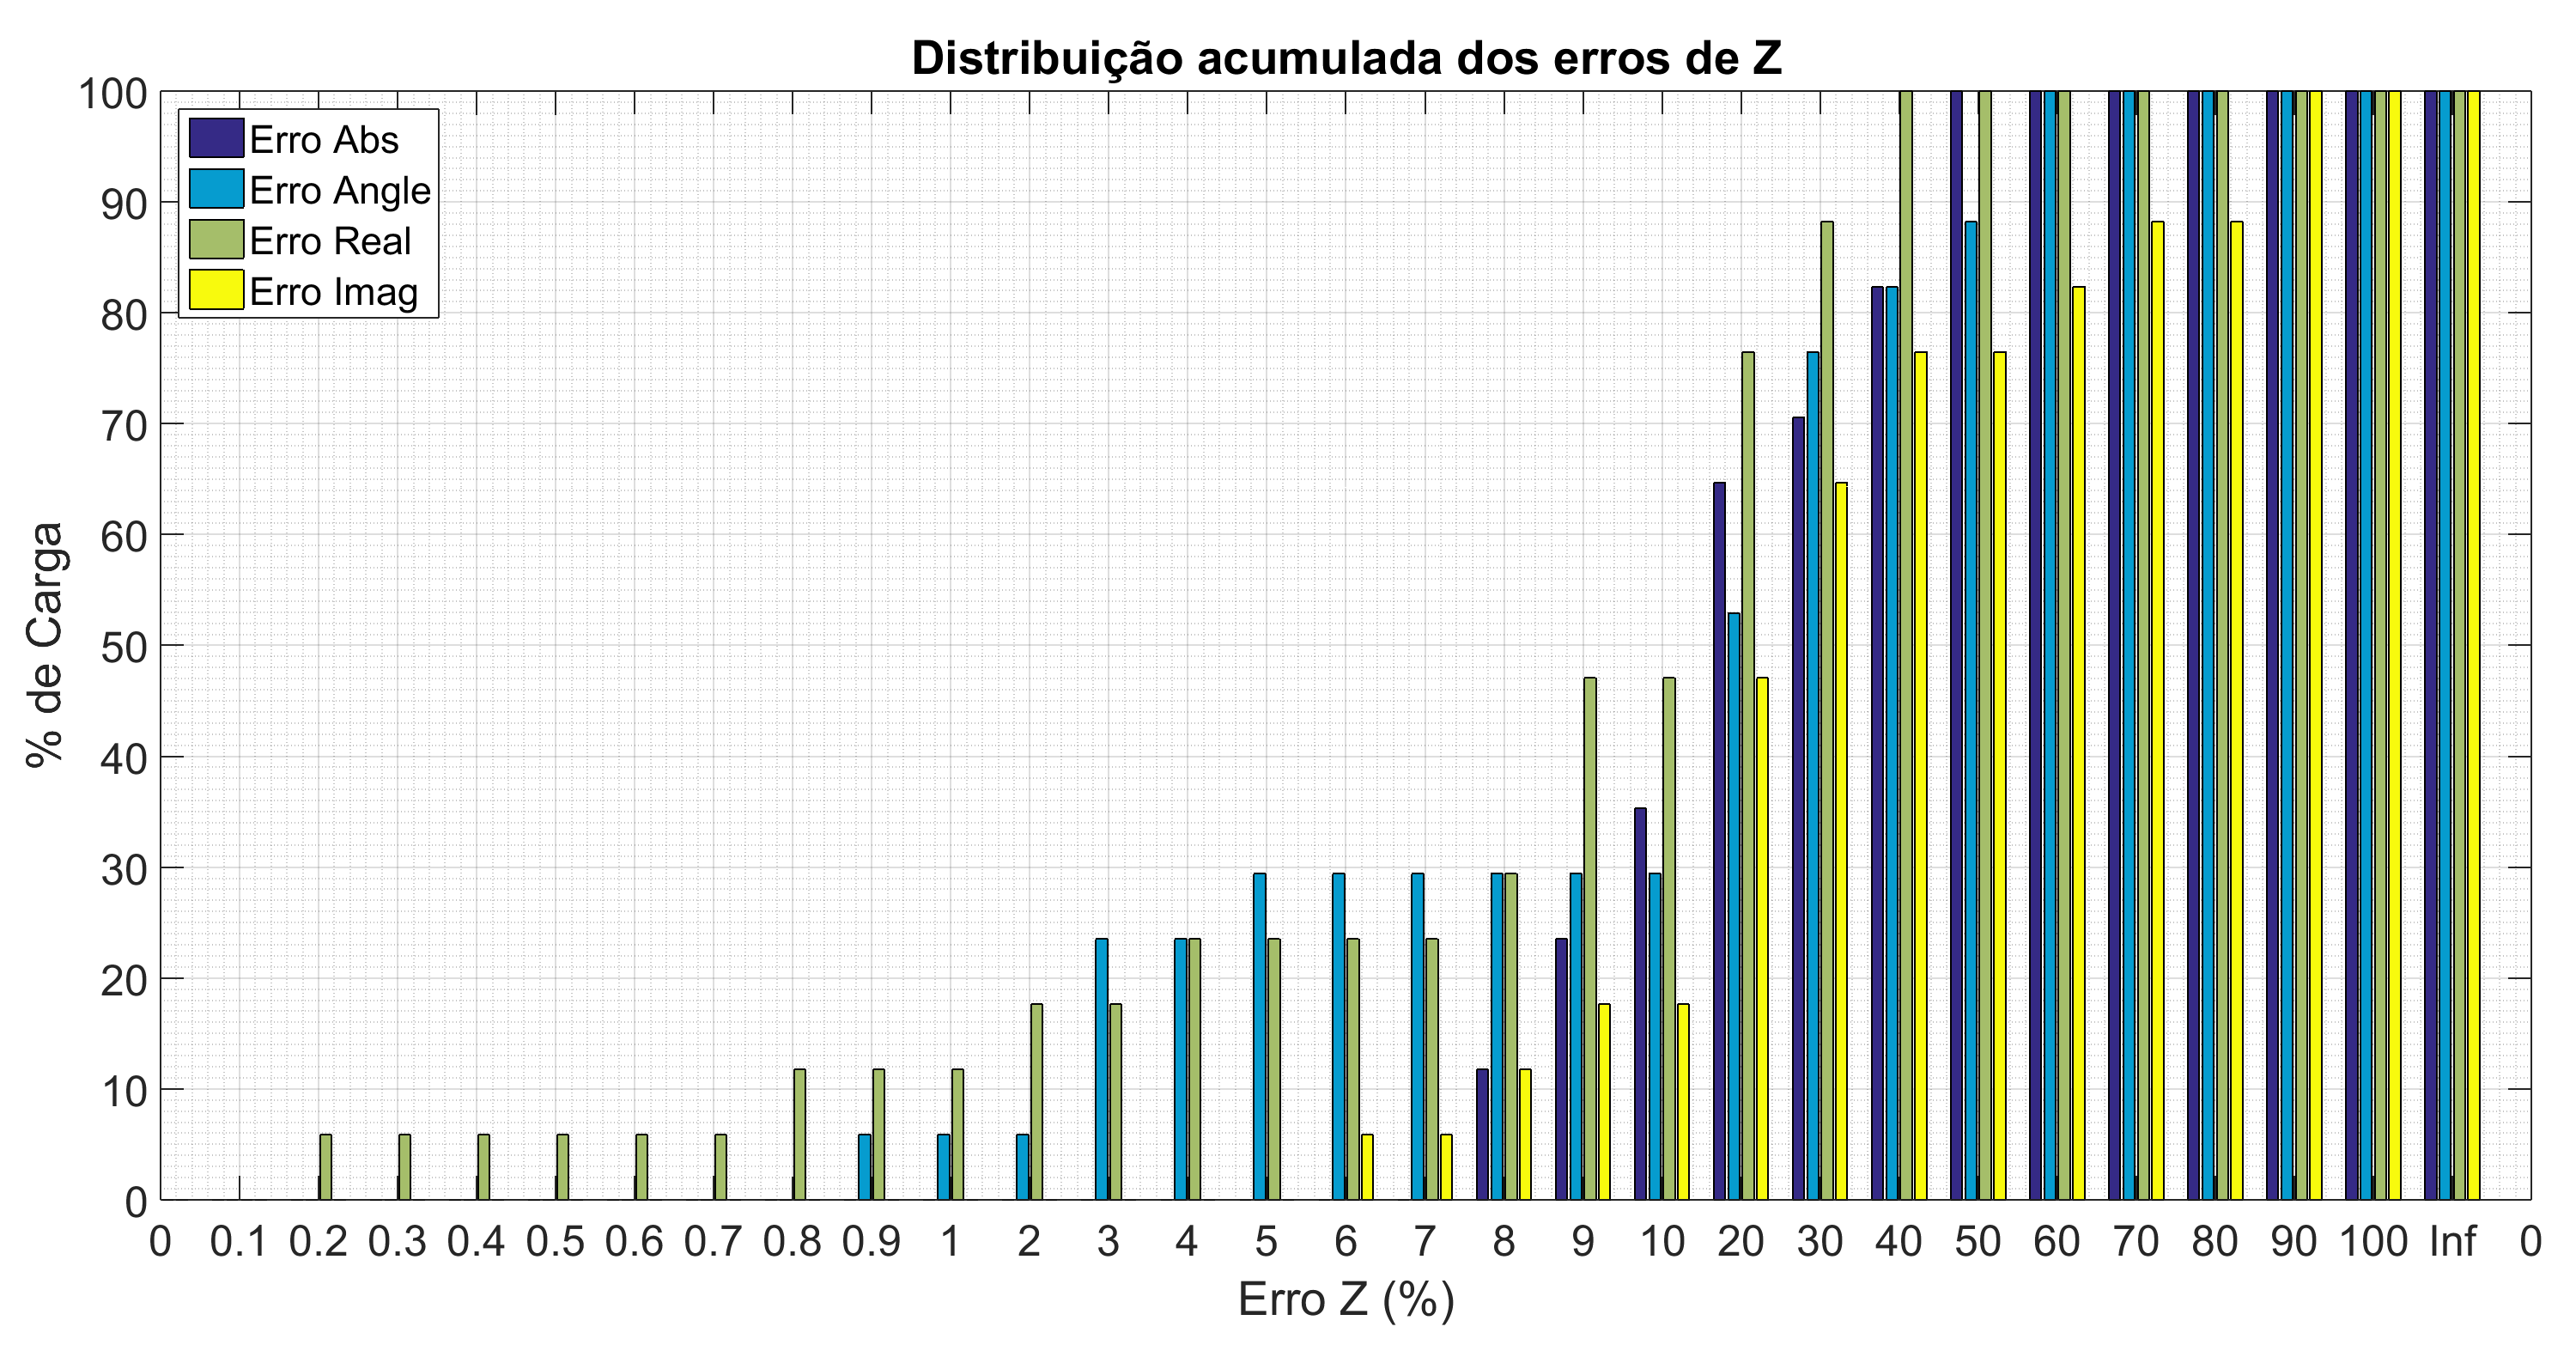 Distribuição acumulada dos erros de Z
100
90
80
70
60
50
40
30
20
10
0
% de Carga
Erro Abs
Erro Angle
Erro Real
Erro Imag
0 0.1 0.2 0.3 0.4 0.5 0.6 0.7 0.8 0.9 1 2 3 4 5 6 7 8 9 10 20 30 40 50 60 70 80 90 100 Inf 0
Erro Z (%)